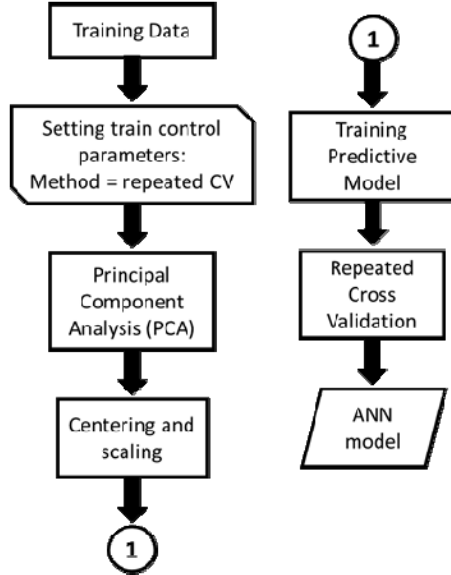 Training Data
Setting train control
parameters:
Method = repeated CV
Principal
Component
Analysis (PCA)
Centering and
scaling
1
1
Training
Predictive
Model
Repeated
Cross
Validation
ANN
model